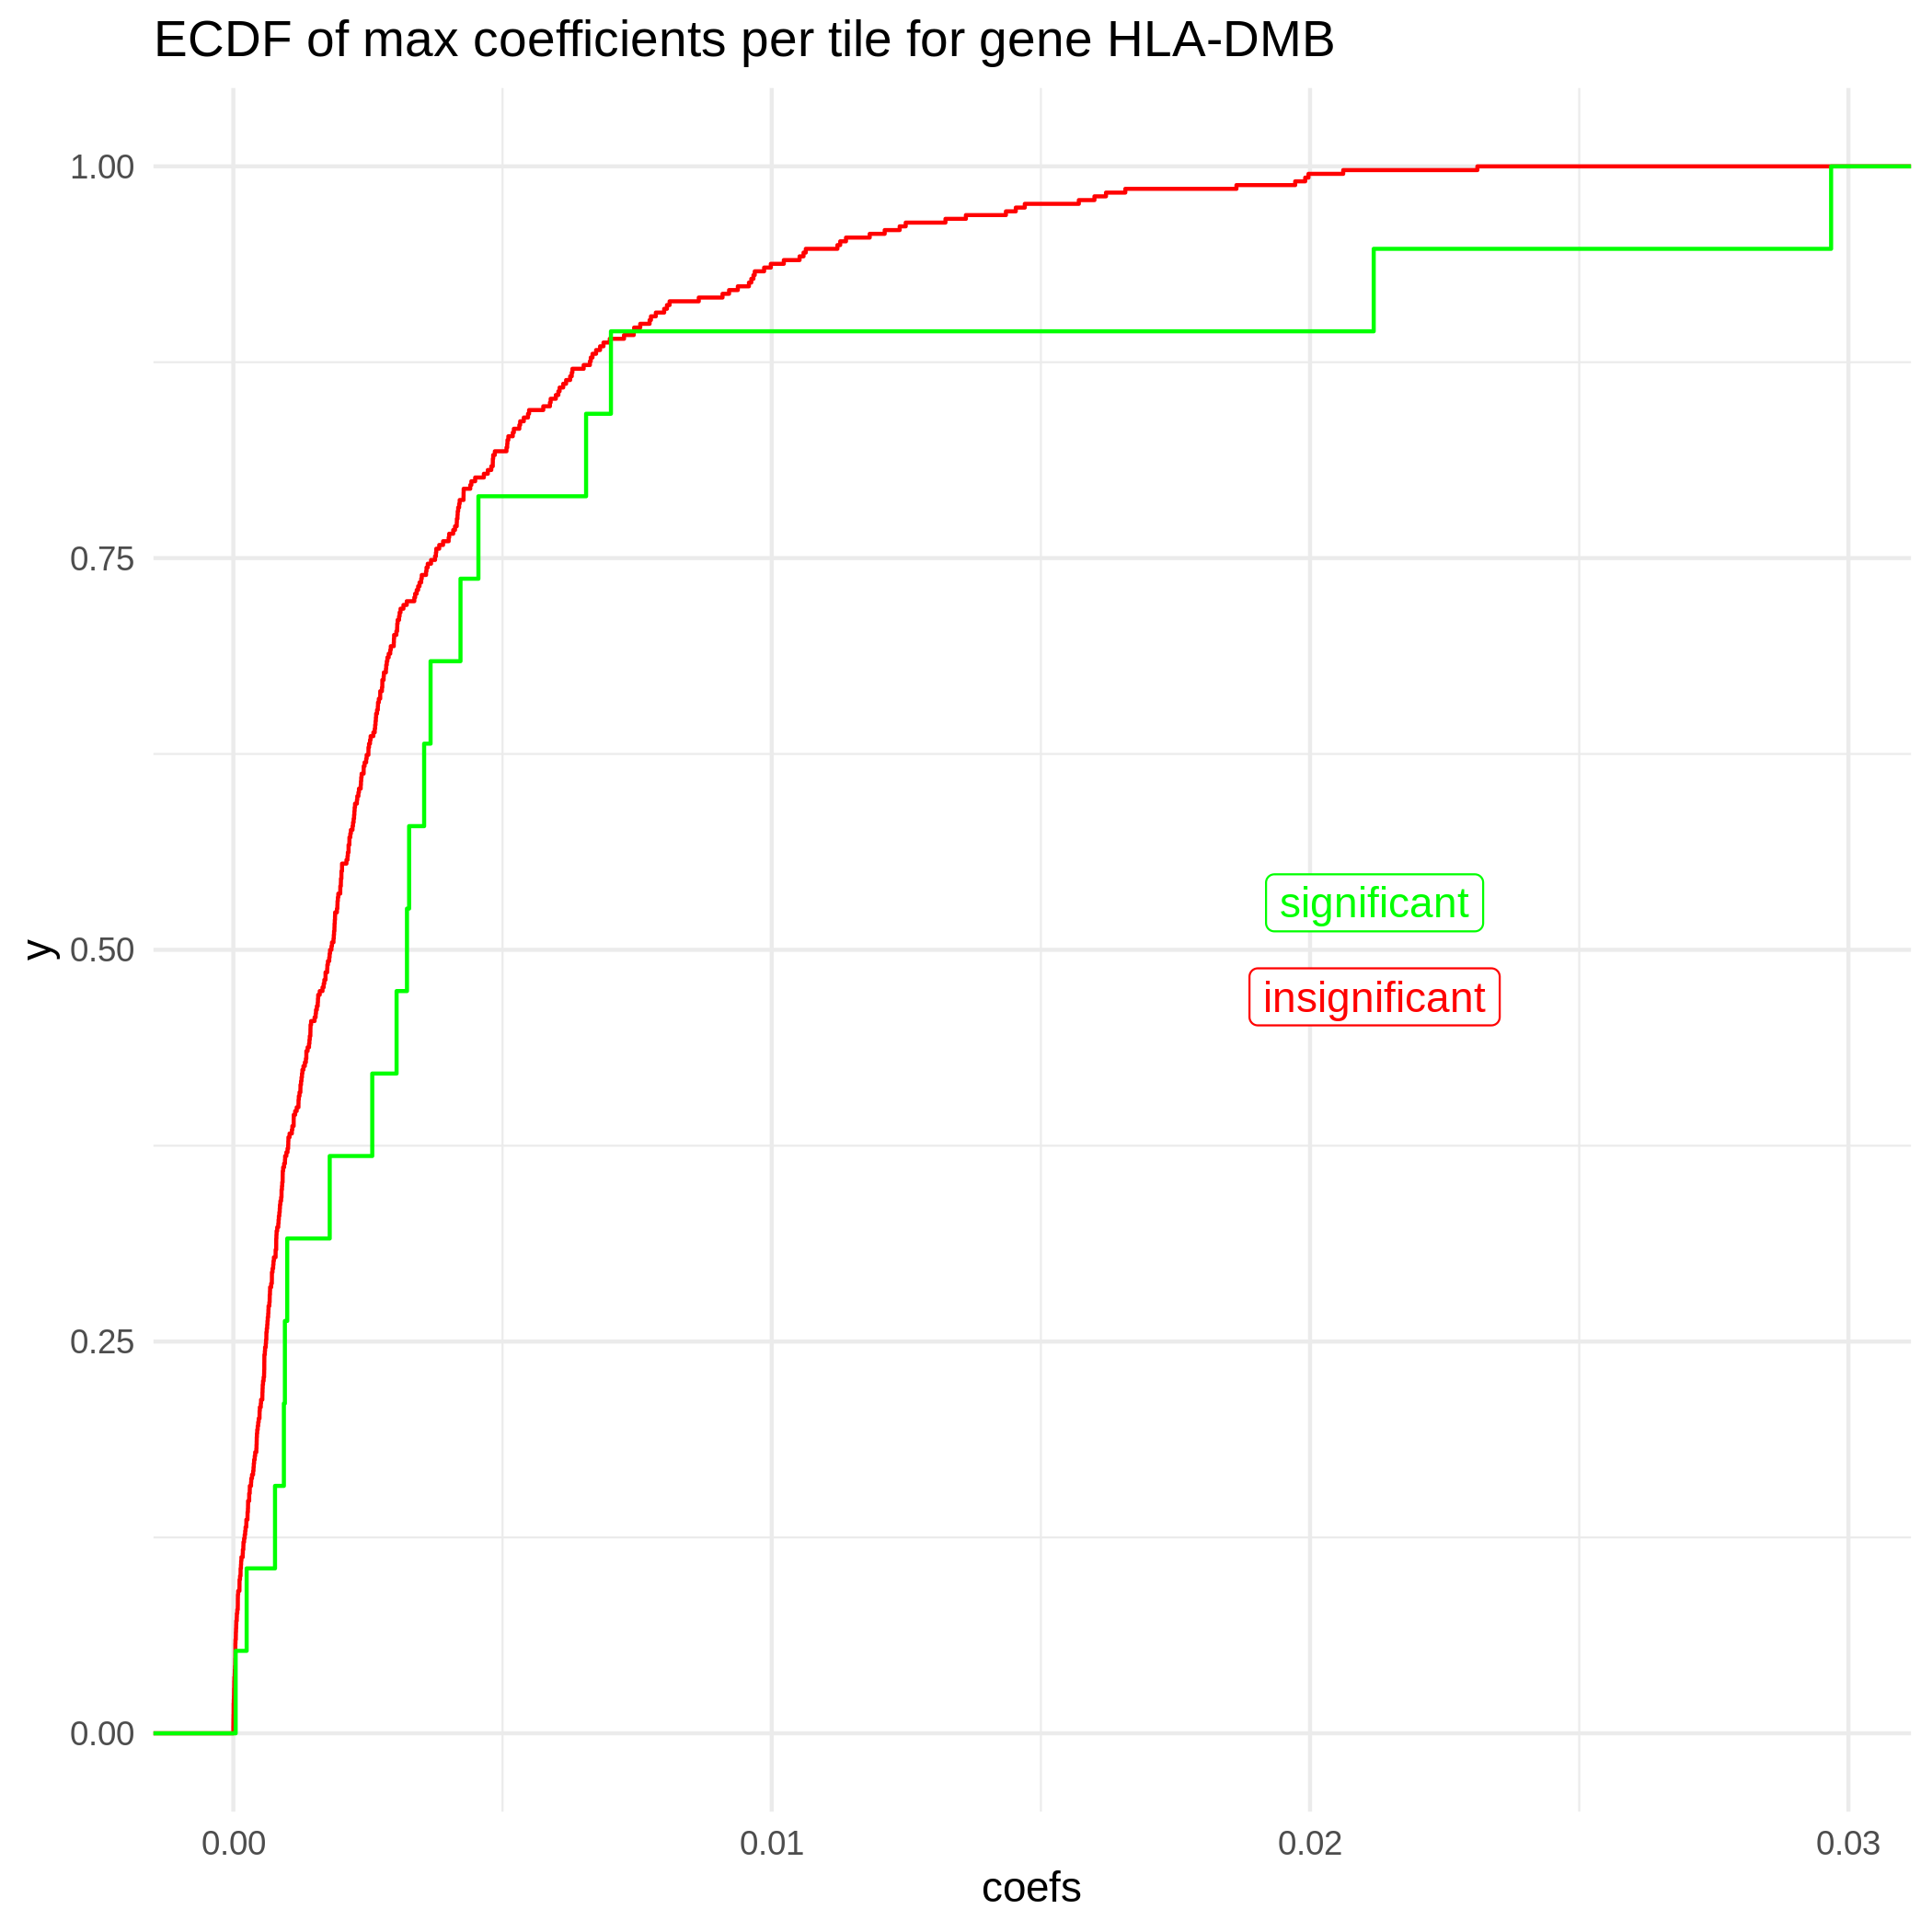 ECDF of max coefficients per tile for gene HLA-DMB
1.00
0.75
0.50
0.25
0.00
y
significant
insignificant
0.00 0.01 0.02 0.03
coefs